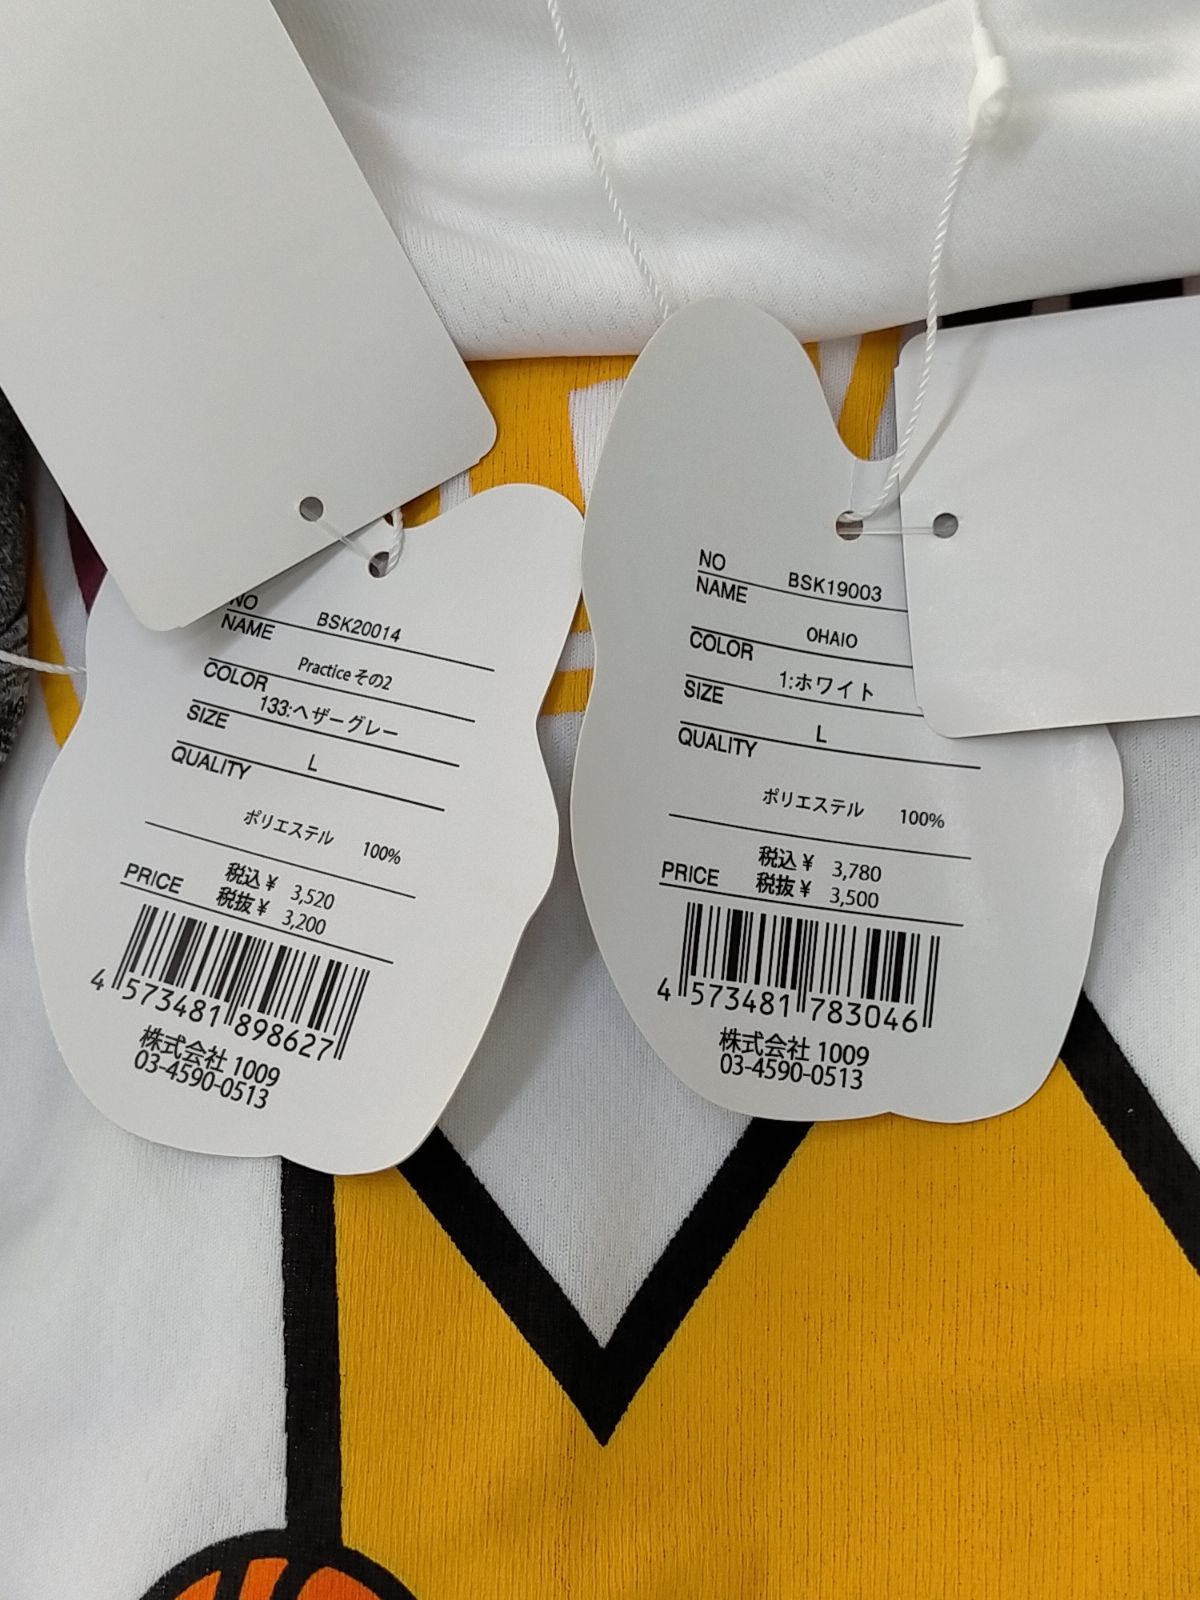 NO BSK20014
NAME Practice その2
COLOR 133:ヘザーグレー
SIZE L
QUALITY
ポリエステル 100%
PRICE 税込¥ 3,520
税抜¥ 3,200
4 573481 898627
株式会社 1009
03-4590-0513
NO BSK19003
NAME OHAIO
COLOR 1:ホワイト
SIZE L
QUALITY
ポリエステル 100%
PRICE 税込¥ 3,780
税抜¥ 3,500
4 573481 783046
株式会社 1009
03-4590-0513